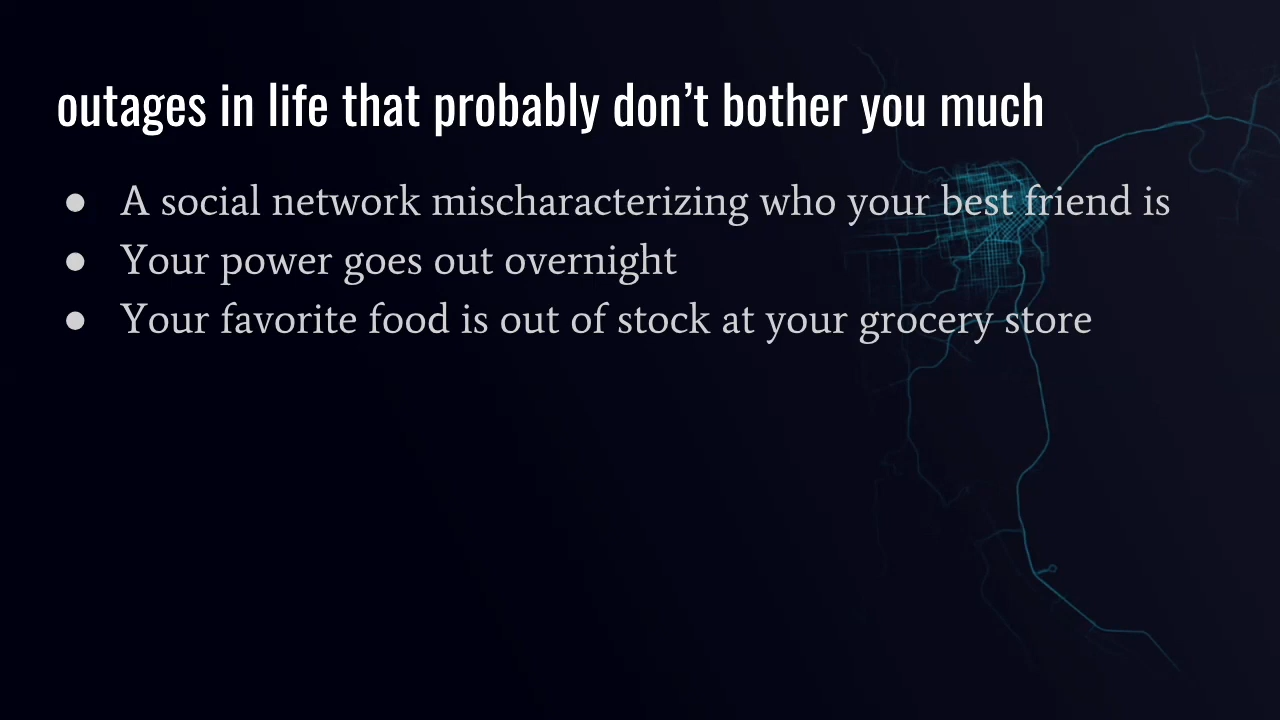 outages in life that probably don’t bother you much
● A social network mischaracterizing who your best friend is
● Your power goes out overnight
● Your favorite food is out of stock at your grocery store